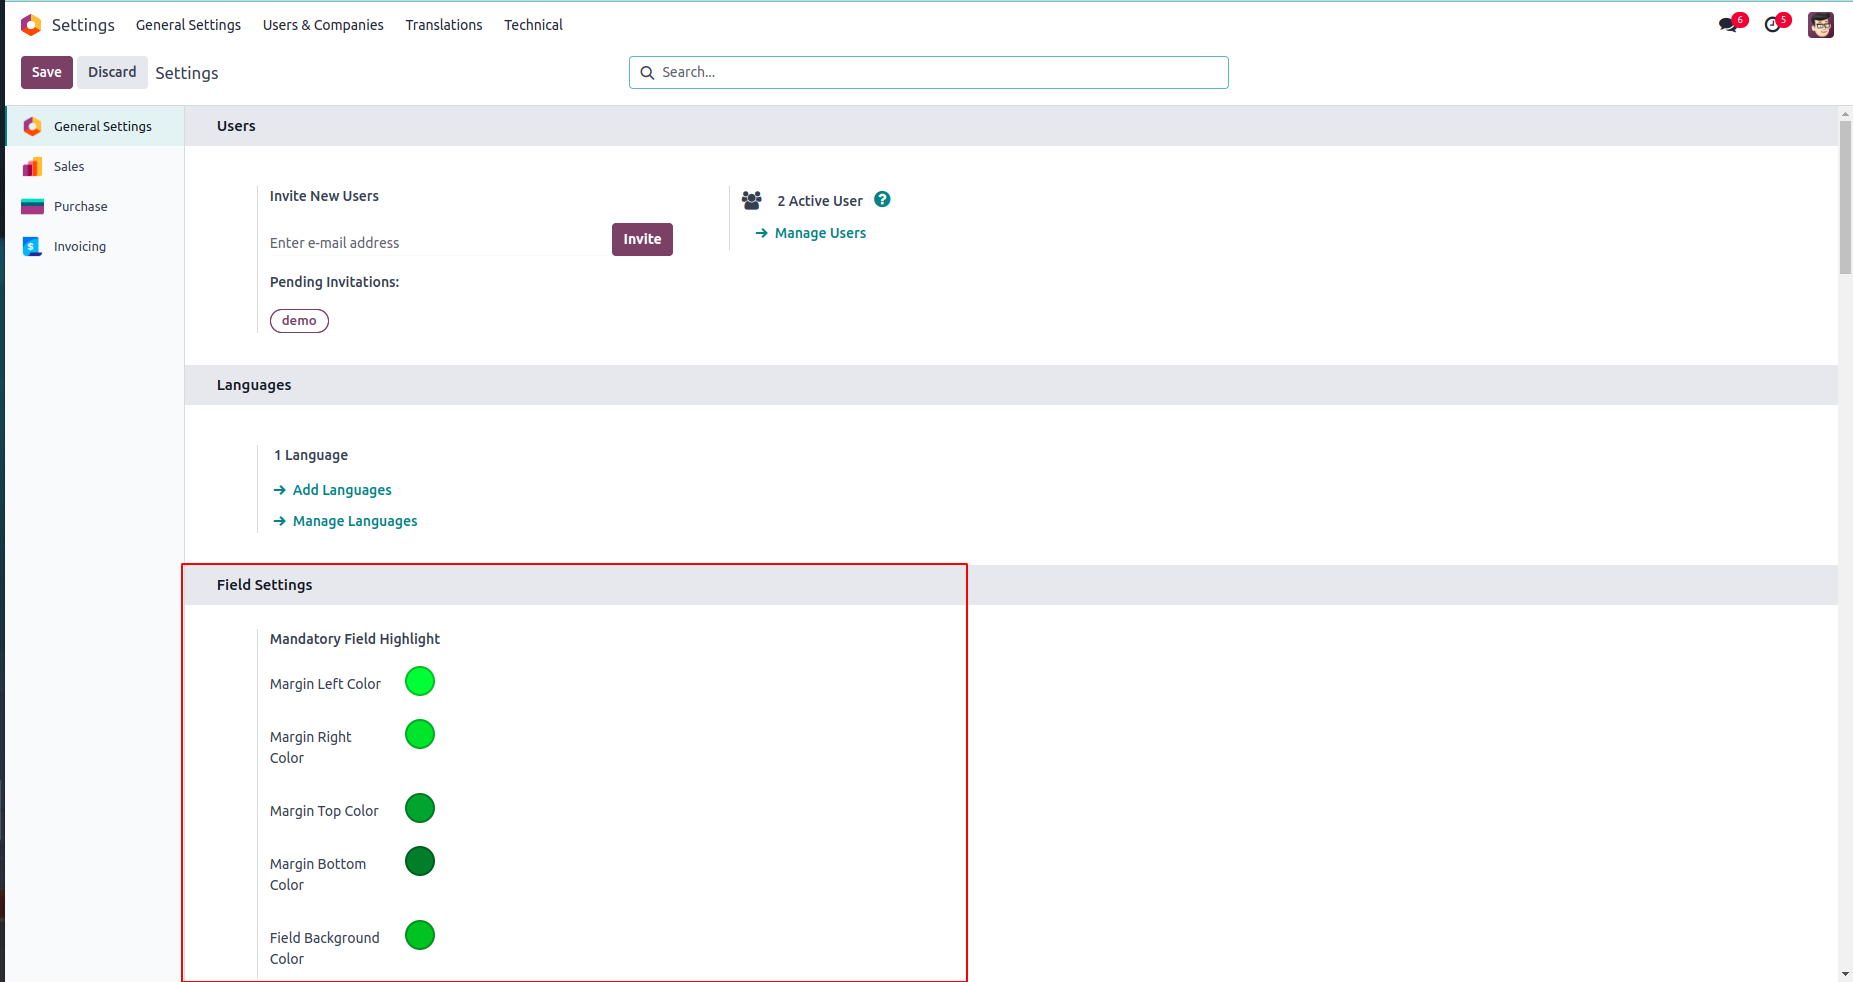 Settings General Settings Users & Companies Translations Technical 6 5
Save Discard Settings Search...
General Settings
Sales
Purchase
Invoicing
Users
Invite New Users
Enter e-mail address Invite
Pending Invitations:
demo
2 Active User ?
Manage Users
Languages
1 Language
Add Languages
Manage Languages
Field Settings
Mandatory Field Highlight
Margin Left Color
Margin Right
Color
Margin Top Color
Margin Bottom
Color
Field Background
Color